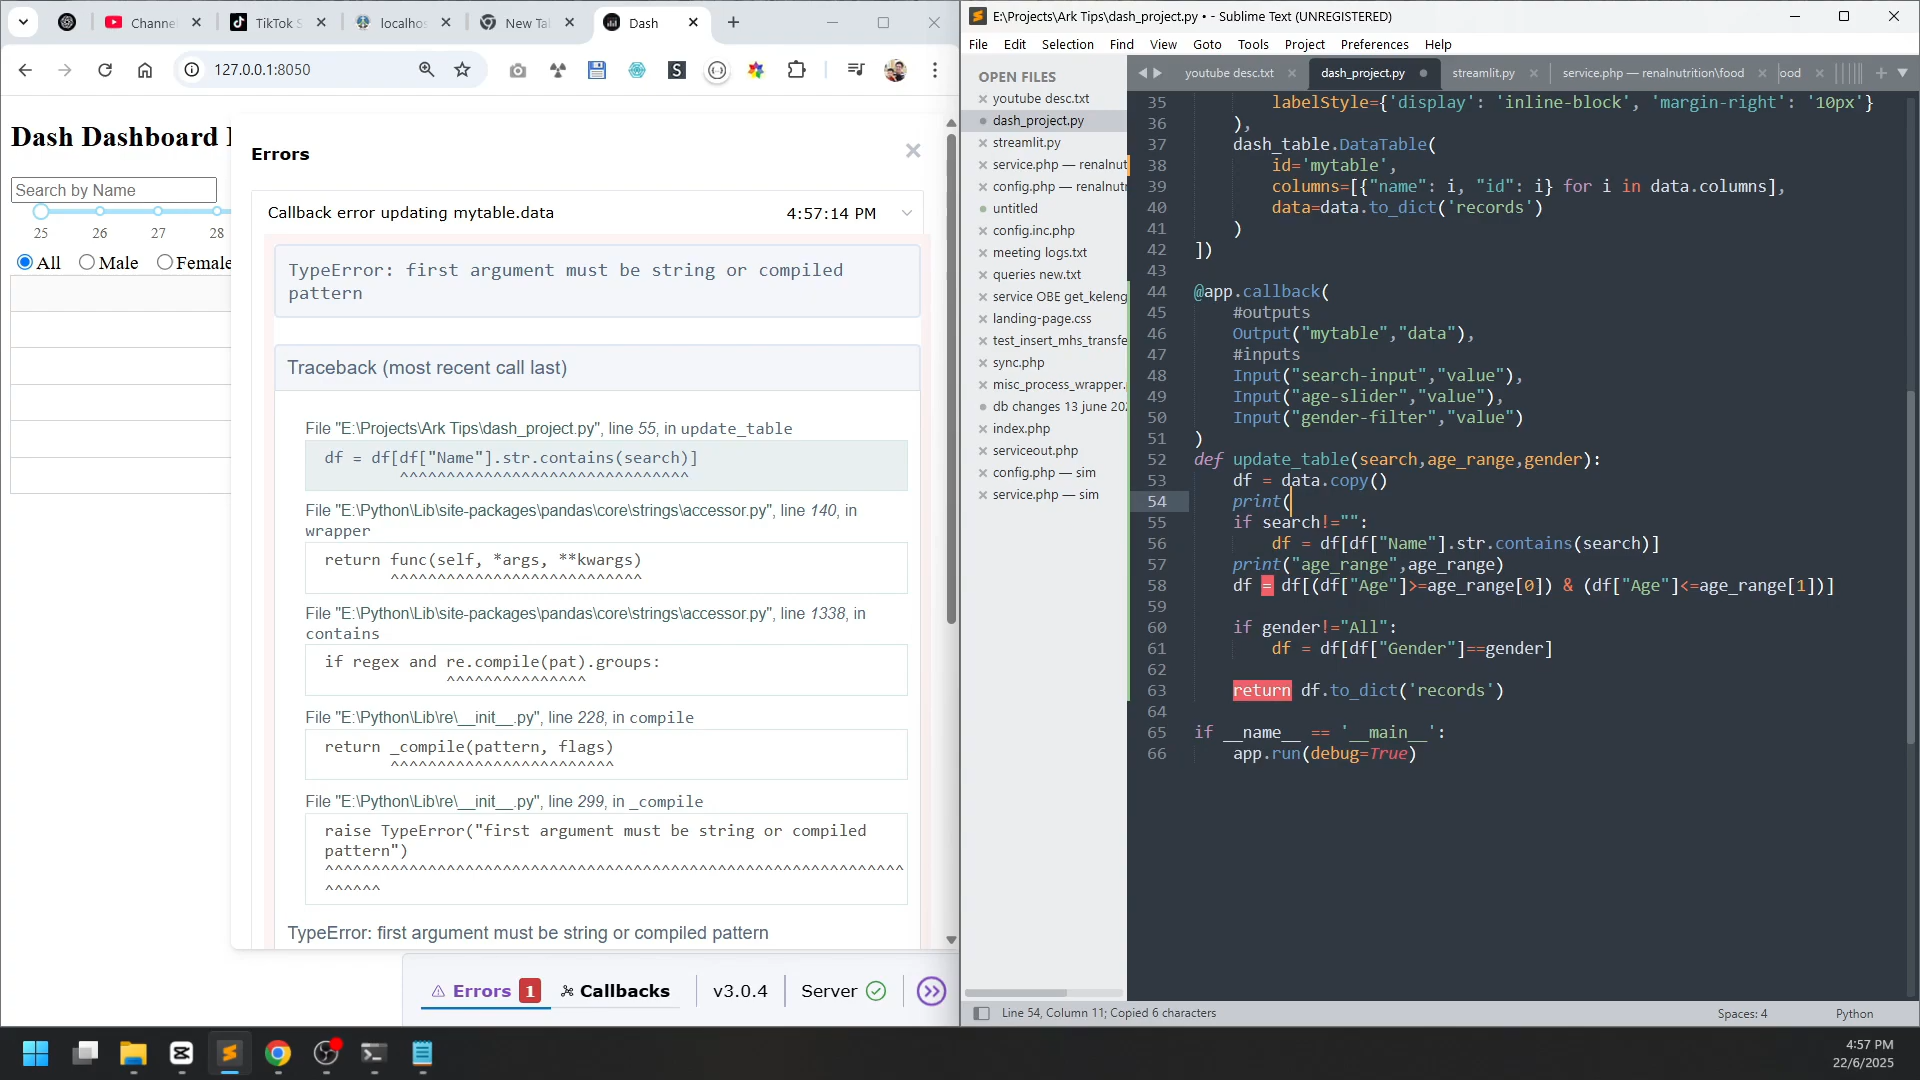 Channe
TikTok S
localhos
New Tab
Dash
127.0.0.1:8050
Dash Dashboard
Search by Name
25 26 27 28
All Male Female
Errors
Callback error updating mytable.data 4:57:14 PM
TypeError: first argument must be string or compiled
pattern
Traceback (most recent call last)
File "E:\Projects\Ark Tips\dash_project.py", line 55, in update_table
df = df[df["Name"].str.contains(search)]
^^^^^^^^^^^^^^^^^^^^^^^^^^^^^^^
File "E:\Python\Lib\site-packages\pandas\core\strings\accessor.py", line 140, in
wrapper
return func(self, *args, **kwargs)
^^^^^^^^^^^^^^^^^^^^^^^^^^^
File "E:\Python\Lib\site-packages\pandas\core\strings\accessor.py", line 1338, in
contains
if regex and re.compile(pat).groups:
^^^^^^^^^^^^^^^
File "E:\Python\Lib\re\__init__.py", line 228, in compile
return _compile(pattern, flags)
^^^^^^^^^^^^^^^^^^^^^^^^
File "E:\Python\Lib\re\__init__.py", line 299, in _compile
raise TypeError("first argument must be string or compiled
pattern")
^^^^^^^^^^^^^^^^^^^^^^^^^^^^^^^^^^^^^^^^^^^^^^^^^^^^^^^^^^^^^^
^^^^^^
TypeError: first argument must be string or compiled pattern
Errors 1 Callbacks v3.0.4 Server
E:\Projects\Ark Tips\dash_project.py • - Sublime Text (UNREGISTERED)
File Edit Selection Find View Goto Tools Project Preferences Help
OPEN FILES
youtube desc.txt
dash_project.py
streamlit.py
service.php — renalnut
config.php — renalnutr
untitled
config.inc.php
meeting logs.txt
queries new.txt
service OBE get_keleng
landing-page.css
test_insert_mhs_transfe
sync.php
misc_process_wrapper.
db changes 13 june 202
index.php
serviceout.php
config.php — sim
service.php — sim
youtube desc.txt dash_project.py streamlit.py service.php — renalnutrition\food ood
35 labelStyle={'display': 'inline-block', 'margin-right': '10px'}
36 ),
37 dash_table.DataTable(
38 id='mytable',
39 columns=[{"name": i, "id": i} for i in data.columns],
40 data=data.to_dict('records')
41 )
42 ])
43
44 @app.callback(
45 #outputs
46 Output("mytable","data"),
47 #inputs
48 Input("search-input","value"),
49 Input("age-slider","value"),
50 Input("gender-filter","value")
51 )
52 def update_table(search,age_range,gender):
53 df = data.copy()
54 print(
55 if search!="":
56 df = df[df["Name"].str.contains(search)]
57 print("age_range",age_range)
58 df = df[(df["Age"]>=age_range[0]) & (df["Age"]<=age_range[1])]
59
60 if gender!="All":
61 df = df[df["Gender"]==gender]
62
63 return df.to_dict('records')
64
65 if __name__ == '__main__':
66 app.run(debug=True)
Line 54, Column 11; Copied 6 characters Spaces: 4 Python
4:57 PM
22/6/2025